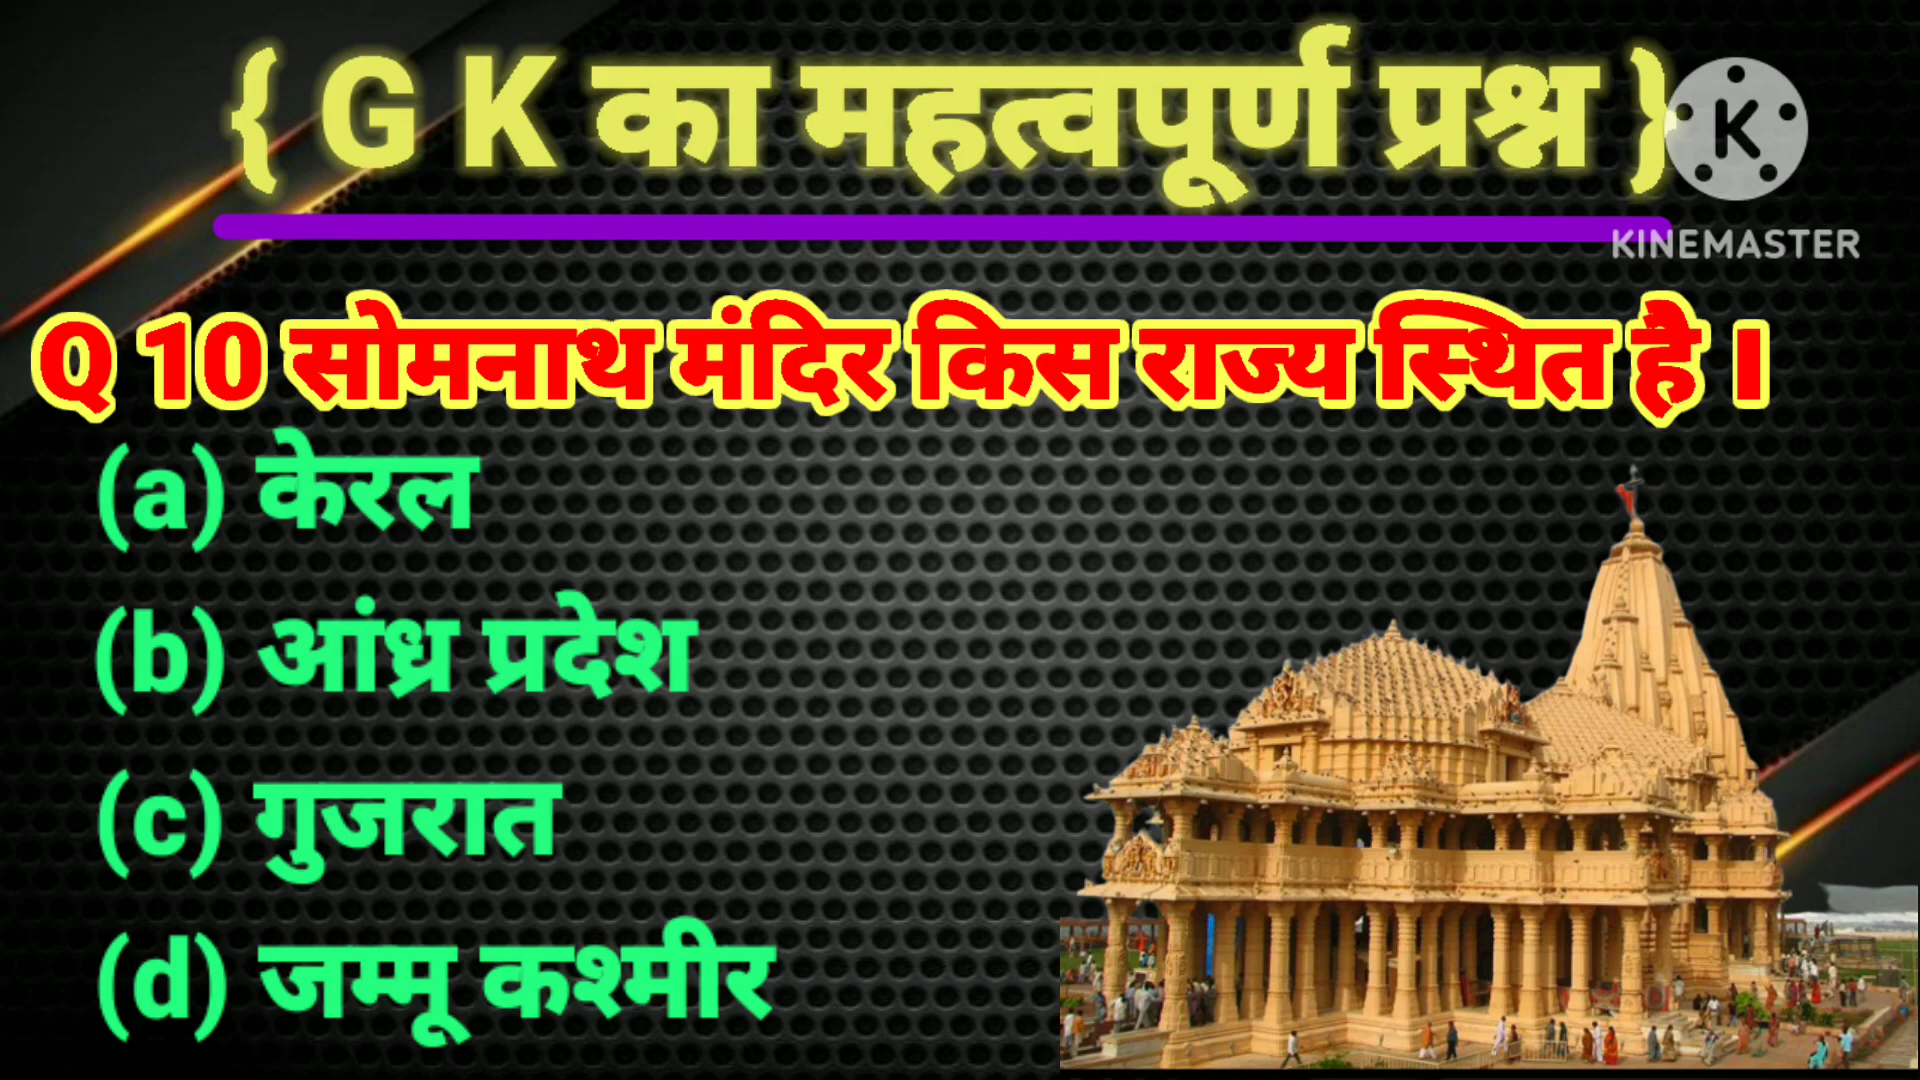 { G K का महत्वपूर्ण प्रश्न }
K
KINEMASTER
Q 10 सोमनाथ मंदिर किस राज्य स्थित है ।
(a) केरल
(b) आंध्र प्रदेश
(c) गुजरात
(d) जम्मू कश्मीर